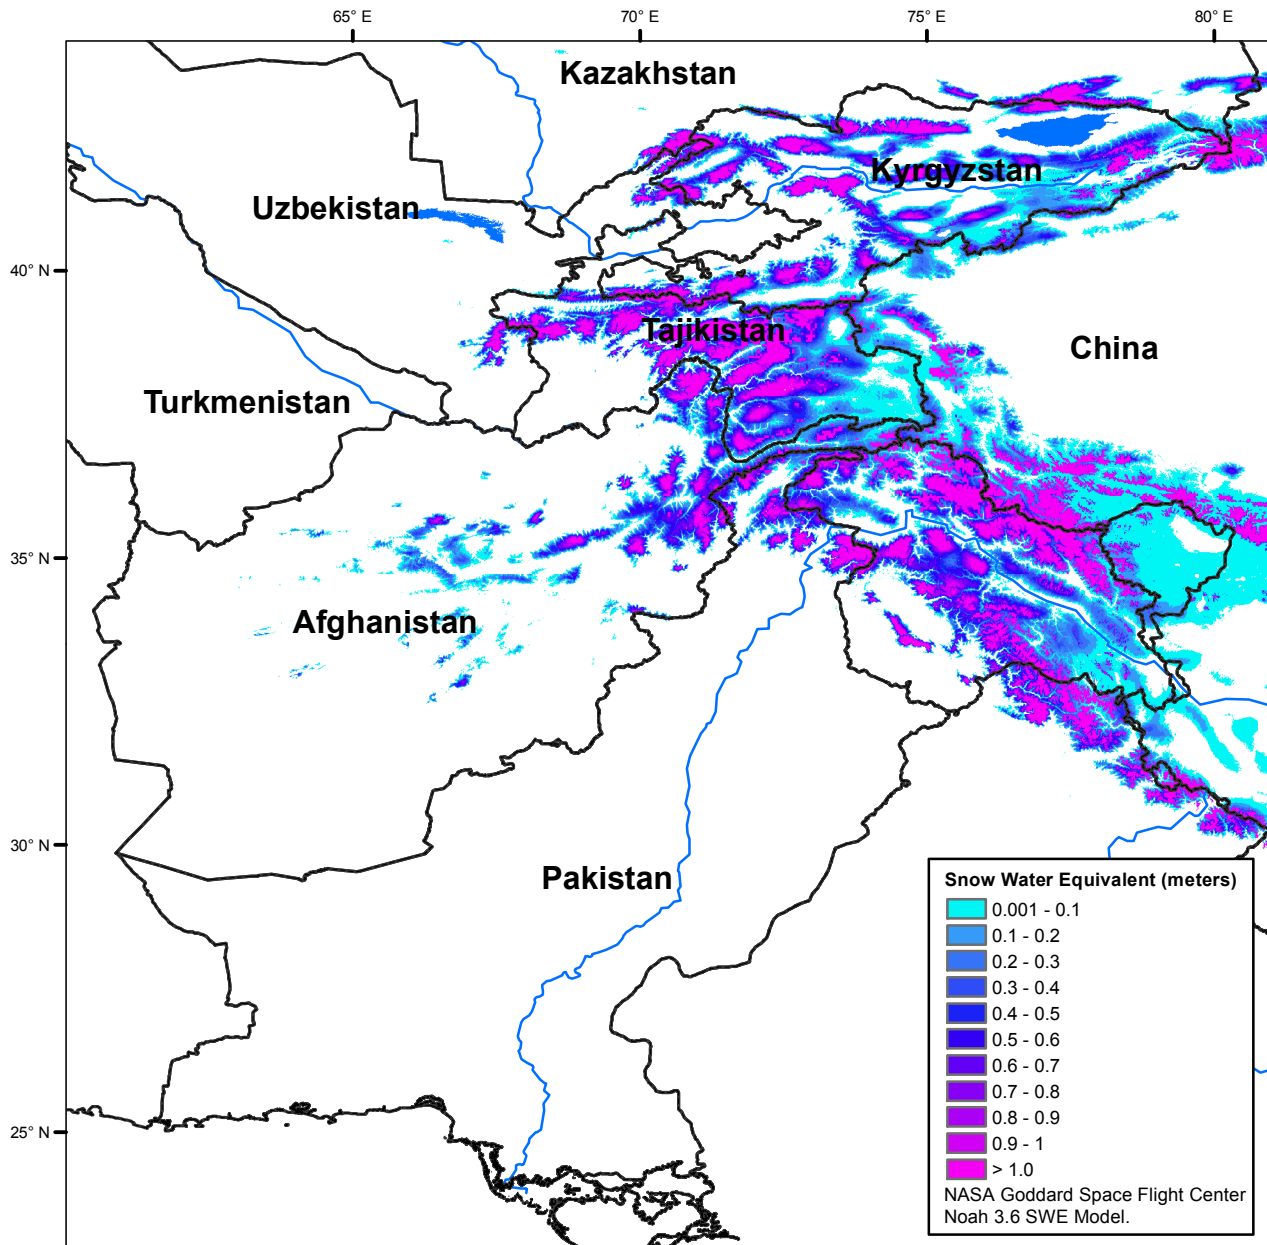 65° E
70° E
75° E
80° E
Kazakhstan
Kyrgyzstan
Uzbekistan
40° N
Tajikistan
China
Turkmenistan
35° N
Afghanistan
30° N
Pakistan
25° N
Snow Water Equivalent (meters)
0.001 - 0.1
0.1 - 0.2
0.2 - 0.3
0.3 - 0.4
0.4 - 0.5
0.5 - 0.6
0.6 - 0.7
0.7 - 0.8
0.8 - 0.9
0.9 - 1
> 1.0
NASA Goddard Space Flight Center
Noah 3.6 SWE Model.